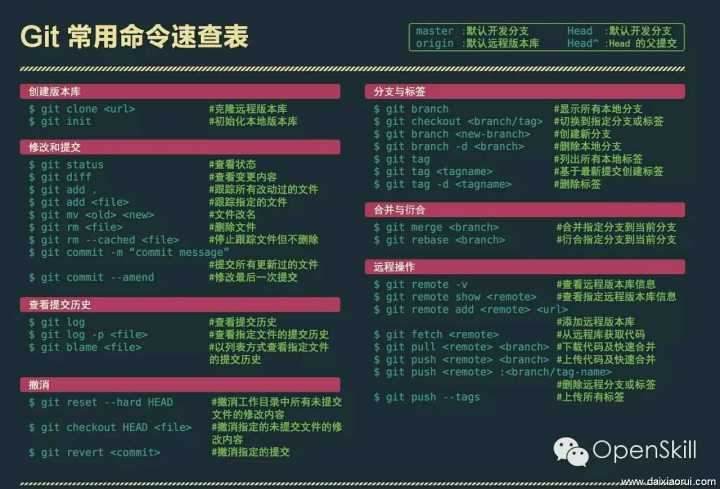 Git 常用命令速查表
master :默认开发分支 Head :默认开发分支
origin :默认远程版本库 Head^ :Head 的父提交
创建版本库
$ git clone <url> #克隆远程版本库
$ git init #初始化本地版本库
修改和提交
$ git status #查看状态
$ git diff #查看变更内容
$ git add . #跟踪所有改动过的文件
$ git add <file> #跟踪指定的文件
$ git mv <old> <new> #文件改名
$ git rm <file> #删除文件
$ git rm --cached <file> #停止跟踪文件但不删除
$ git commit -m “commit message”
#提交所有更新过的文件
$ git commit --amend #修改最后一次提交
查看提交历史
$ git log #查看提交历史
$ git log -p <file> #查看指定文件的提交历史
$ git blame <file> #以列表方式查看指定文件
的提交历史
撤消
$ git reset --hard HEAD #撤消工作目录中所有未提交
文件的修改内容
$ git checkout HEAD <file> #撤消指定的未提交文件的修
改内容
$ git revert <commit> #撤消指定的提交
分支与标签
$ git branch #显示所有本地分支
$ git checkout <branch/tag> #切换到指定分支或标签
$ git branch <new-branch> #创建新分支
$ git branch -d <branch> #删除本地分支
$ git tag #列出所有本地标签
$ git tag <tagname> #基于最新提交创建标签
$ git tag -d <tagname> #删除标签
合并与衍合
$ git merge <branch> #合并指定分支到当前分支
$ git rebase <branch> #衍合指定分支到当前分支
远程操作
$ git remote -v #查看远程版本库信息
$ git remote show <remote> #查看指定远程版本库信息
$ git remote add <remote> <url>
#添加远程版本库
$ git fetch <remote> #从远程库获取代码
$ git pull <remote> <branch> #下载代码及快速合并
$ git push <remote> <branch> #上传代码及快速合并
$ git push <remote> :<branch/tag-name>
#删除远程分支或标签
$ git push --tags #上传所有标签
OpenSkill
www.daixiaorui.com